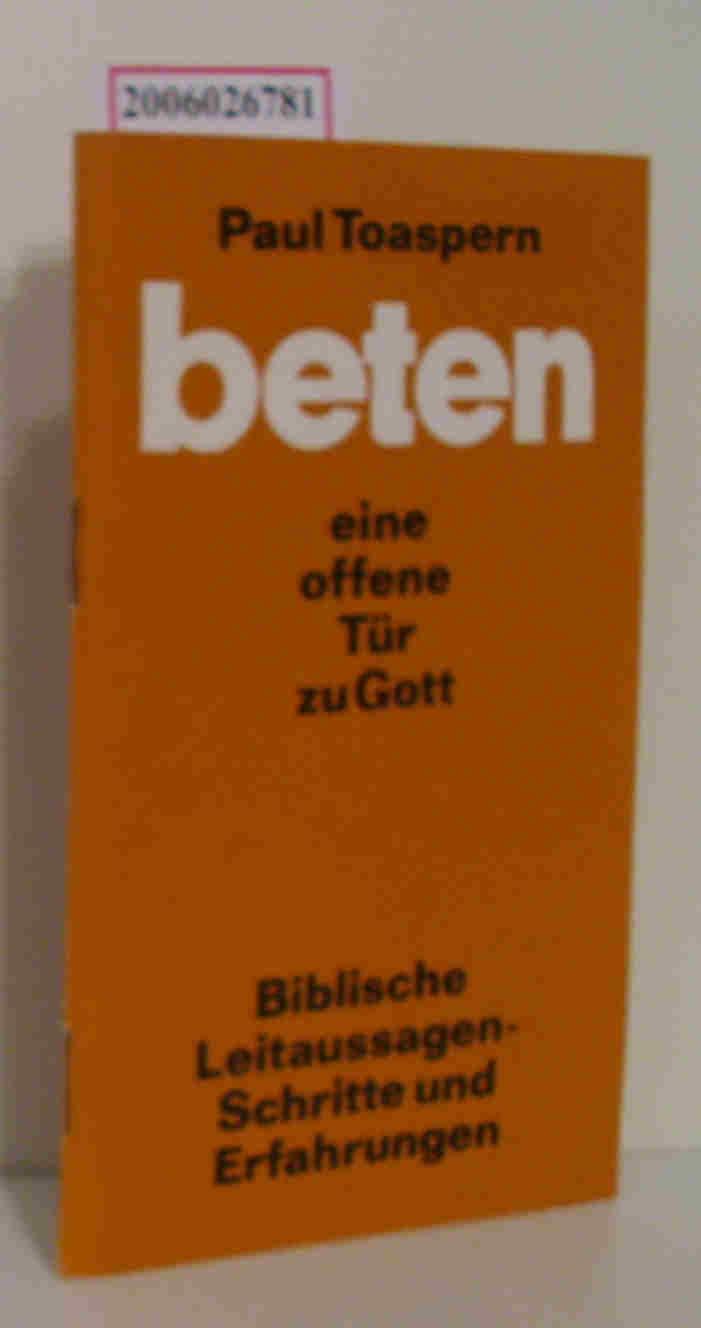 2006026781
Paul Toaspern
beten
eine
offene
Tür
zu Gott
Biblische
Leitaussagen-
Schritte und
Erfahrungen